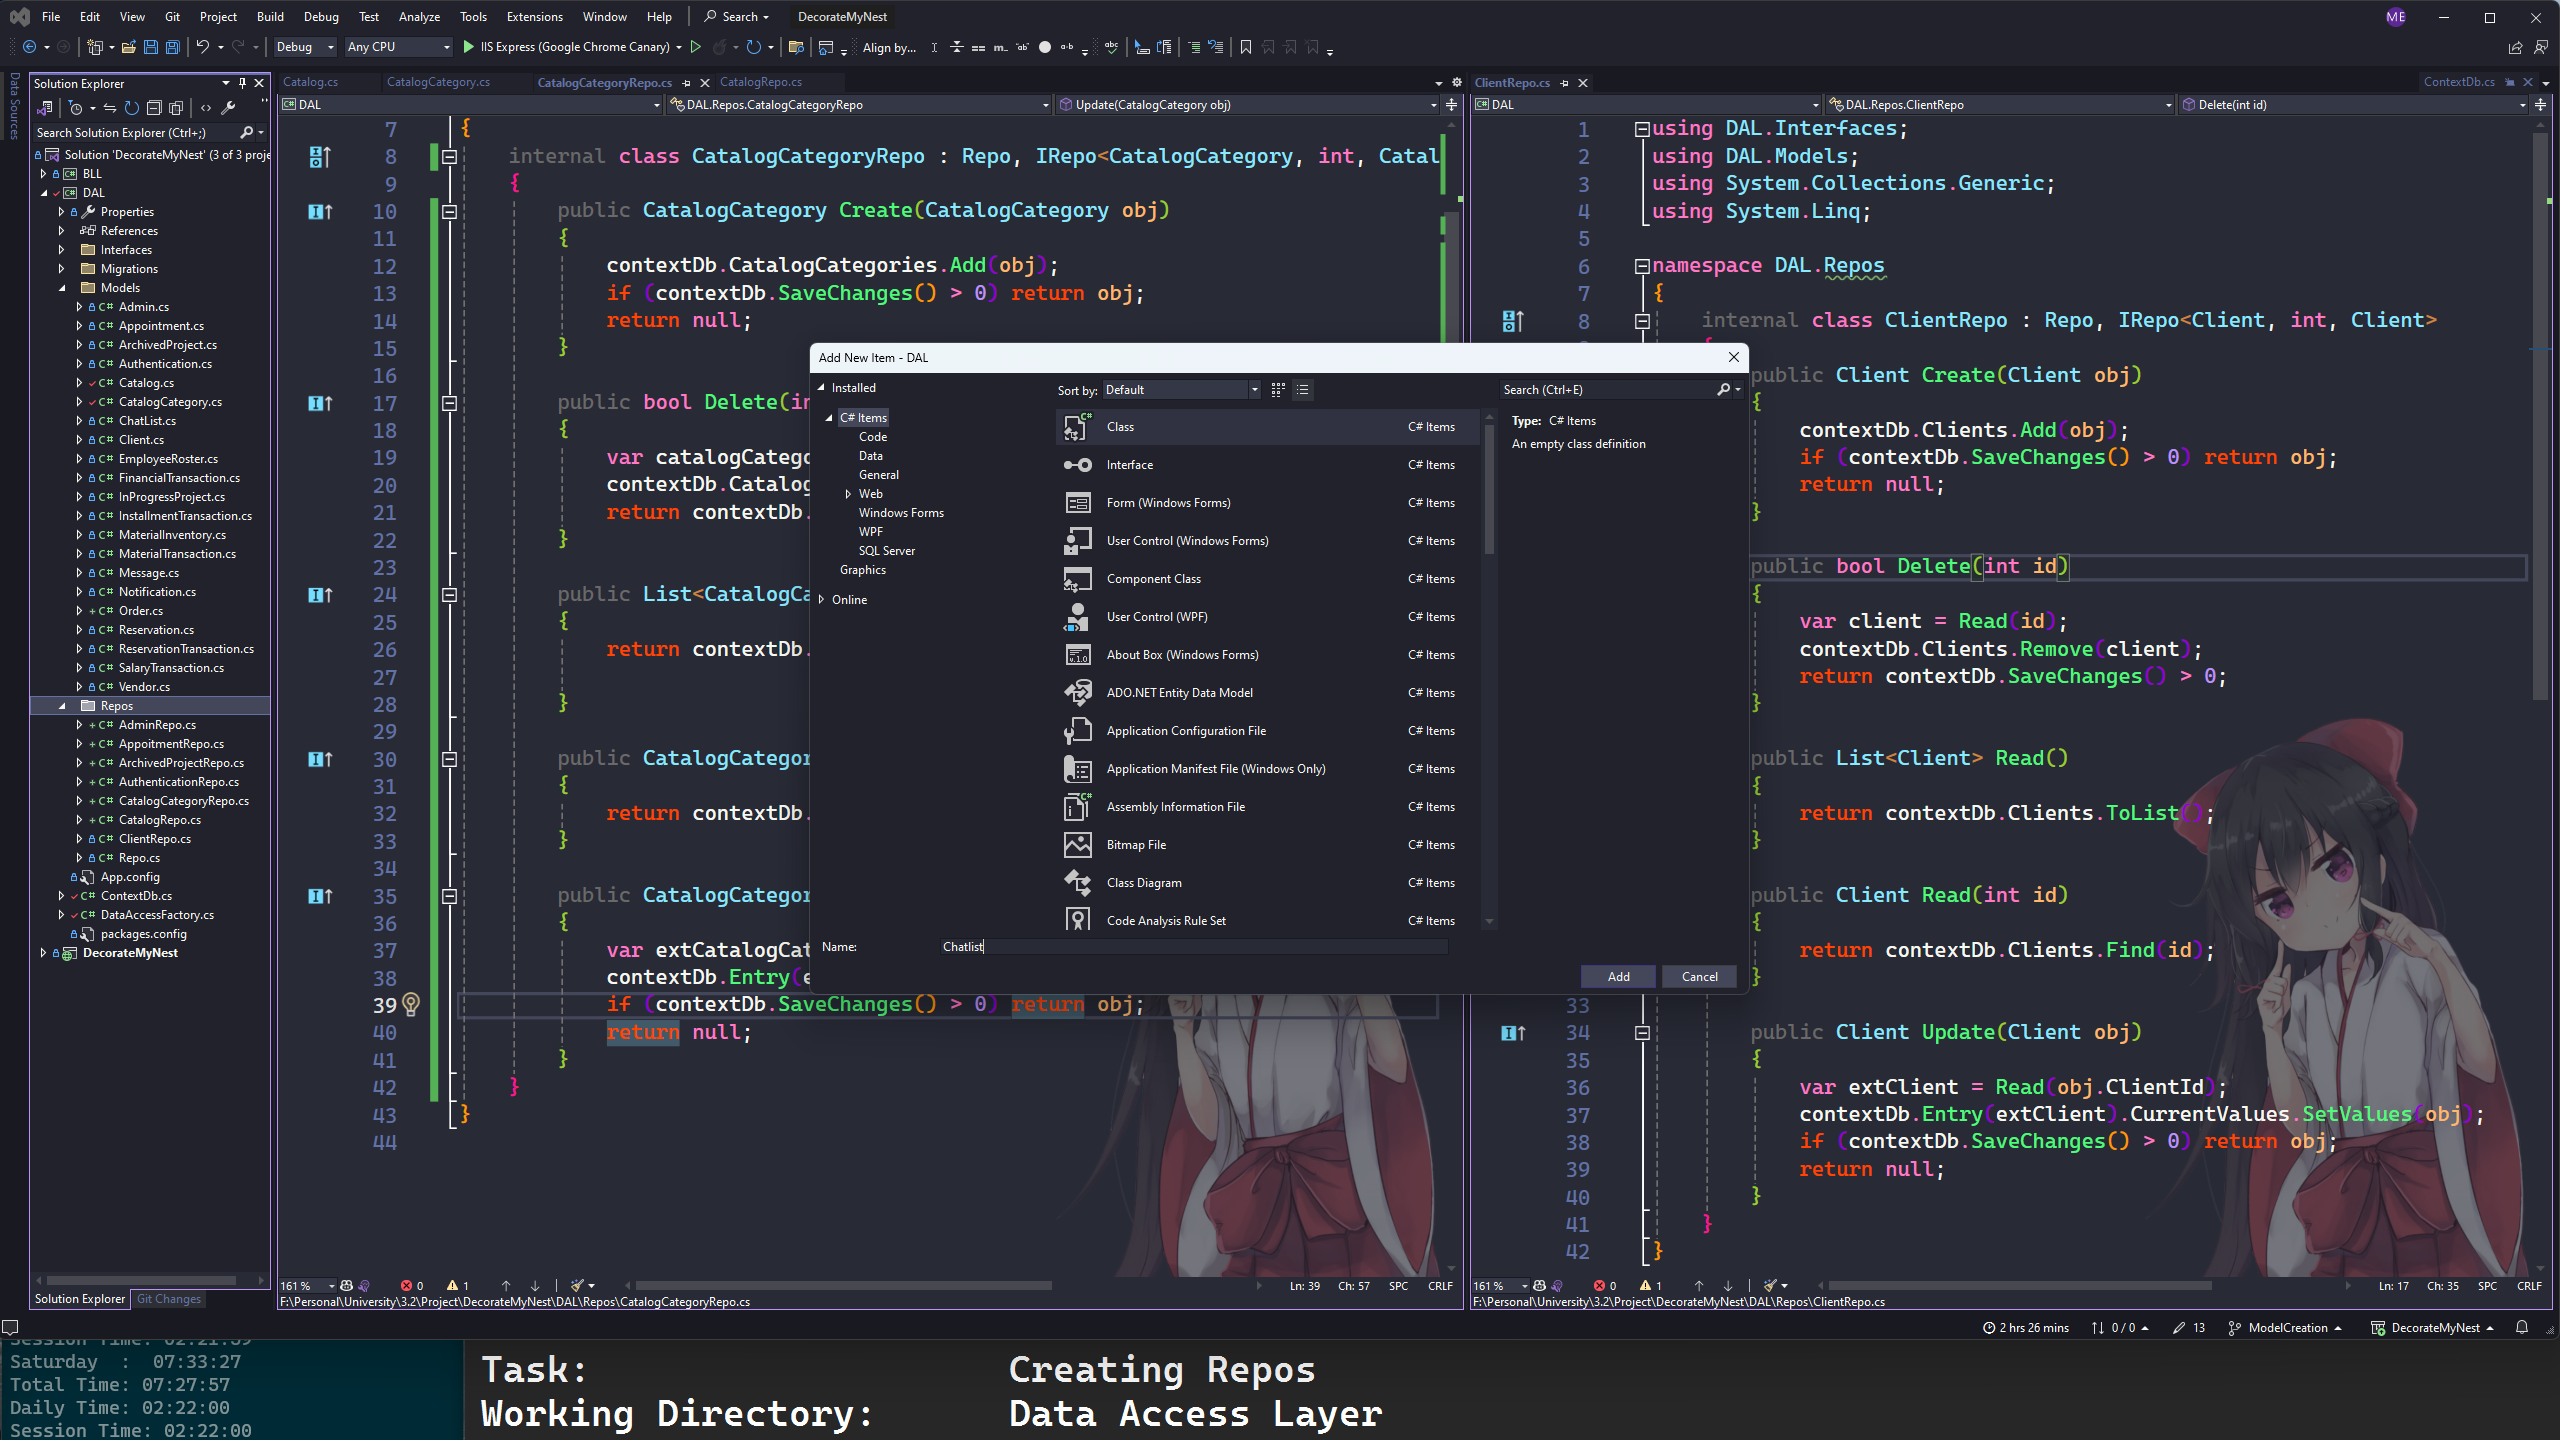 File Edit View Git Project Build Debug Test Analyze Tools Extensions Window Help Search DecorateMyNest ME
Debug Any CPU IIS Express (Google Chrome Canary) Align by...
Data Sources
Solution Explorer
Search Solution Explorer (Ctrl+;)
Solution 'DecorateMyNest' (3 of 3 proje
BLL
DAL
Properties
References
Interfaces
Migrations
Models
Admin.cs
Appointment.cs
ArchivedProject.cs
Authentication.cs
Catalog.cs
CatalogCategory.cs
ChatList.cs
Client.cs
EmployeeRoster.cs
FinancialTransaction.cs
InProgressProject.cs
InstallmentTransaction.cs
MaterialInventory.cs
MaterialTransaction.cs
Message.cs
Notification.cs
Order.cs
Reservation.cs
ReservationTransaction.cs
SalaryTransaction.cs
Vendor.cs
Repos
AdminRepo.cs
AppoitmentRepo.cs
ArchivedProjectRepo.cs
AuthenticationRepo.cs
CatalogCategoryRepo.cs
CatalogRepo.cs
ClientRepo.cs
Repo.cs
App.config
ContextDb.cs
DataAccessFactory.cs
packages.config
DecorateMyNest
Solution Explorer Git Changes
Catalog.cs CatalogCategory.cs CatalogCategoryRepo.cs CatalogRepo.cs
DAL DAL.Repos.CatalogCategoryRepo Update(CatalogCategory obj)
7 {
8 internal class CatalogCategoryRepo : Repo, IRepo<CatalogCategory, int, Catal
9 {
10 public CatalogCategory Create(CatalogCategory obj)
11 {
12 contextDb.CatalogCategories.Add(obj);
13 if (contextDb.SaveChanges() > 0) return obj;
14 return null;
15 }
16
17 public bool Delete(in
18 {
19 var catalogCatego
20 contextDb.Catalog
21 return contextDb.
22 }
23
24 public List<CatalogCa
25 {
26 return contextDb.
27
28 }
29
30 public CatalogCategor
31 {
32 return contextDb.
33 }
34
35 public CatalogCategor
36 {
37 var extCatalogCat
38 contextDb.Entry(e
39 if (contextDb.SaveChanges() > 0) return obj;
40 return null;
41 }
42 }
43 }
44
161 % 0 1 Ln: 39 Ch: 57 SPC CRLF
F:\Personal\University\3.2\Project\DecorateMyNest\DAL\Repos\CatalogCategoryRepo.cs
Add New Item - DAL
Installed
C# Items
Code
Data
General
Web
Windows Forms
WPF
SQL Server
Graphics
Online
Sort by: Default
Class C# Items
Interface C# Items
Form (Windows Forms) C# Items
User Control (Windows Forms) C# Items
Component Class C# Items
User Control (WPF) C# Items
About Box (Windows Forms) C# Items
ADO.NET Entity Data Model C# Items
Application Configuration File C# Items
Application Manifest File (Windows Only) C# Items
Assembly Information File C# Items
Bitmap File C# Items
Class Diagram C# Items
Code Analysis Rule Set C# Items
Search (Ctrl+E)
Type: C# Items
An empty class definition
Name: Chatlist
Add Cancel
ClientRepo.cs ContextDb.cs
DAL DAL.Repos.ClientRepo Delete(int id)
1 using DAL.Interfaces;
2 using DAL.Models;
3 using System.Collections.Generic;
4 using System.Linq;
5
6 namespace DAL.Repos
7 {
8 internal class ClientRepo : Repo, IRepo<Client, int, Client>
public Client Create(Client obj)
{
contextDb.Clients.Add(obj);
if (contextDb.SaveChanges() > 0) return obj;
return null;
}
public bool Delete(int id)
{
var client = Read(id);
contextDb.Clients.Remove(client);
return contextDb.SaveChanges() > 0;
}
public List<Client> Read()
{
return contextDb.Clients.ToList();
}
public Client Read(int id)
{
return contextDb.Clients.Find(id);
}
33
34 public Client Update(Client obj)
35 {
36 var extClient = Read(obj.ClientId);
37 contextDb.Entry(extClient).CurrentValues.SetValues(obj);
38 if (contextDb.SaveChanges() > 0) return obj;
39 return null;
40 }
41 }
42 }
161 % 0 1 Ln: 17 Ch: 35 SPC CRLF
F:\Personal\University\3.2\Project\DecorateMyNest\DAL\Repos\ClientRepo.cs
2 hrs 26 mins 0 / 0 13 ModelCreation DecorateMyNest
Session Time: 02:21:59
Saturday : 07:33:27
Total Time: 07:27:57
Daily Time: 02:22:00
Session Time: 02:22:00
Task: Creating Repos
Working Directory: Data Access Layer